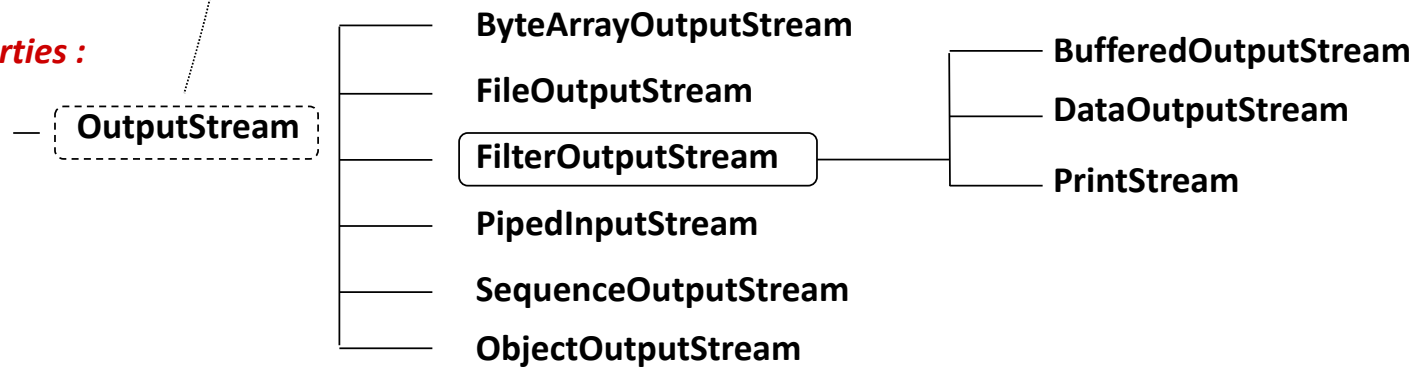 ByteArrayOutputStream
BufferedOutputStream
rties :
FileOutputStream
DataOutputStream
OutputStream
FilterOutputStream
PrintStream
PipedInputStream
SequenceOutputStream
ObjectOutputStream